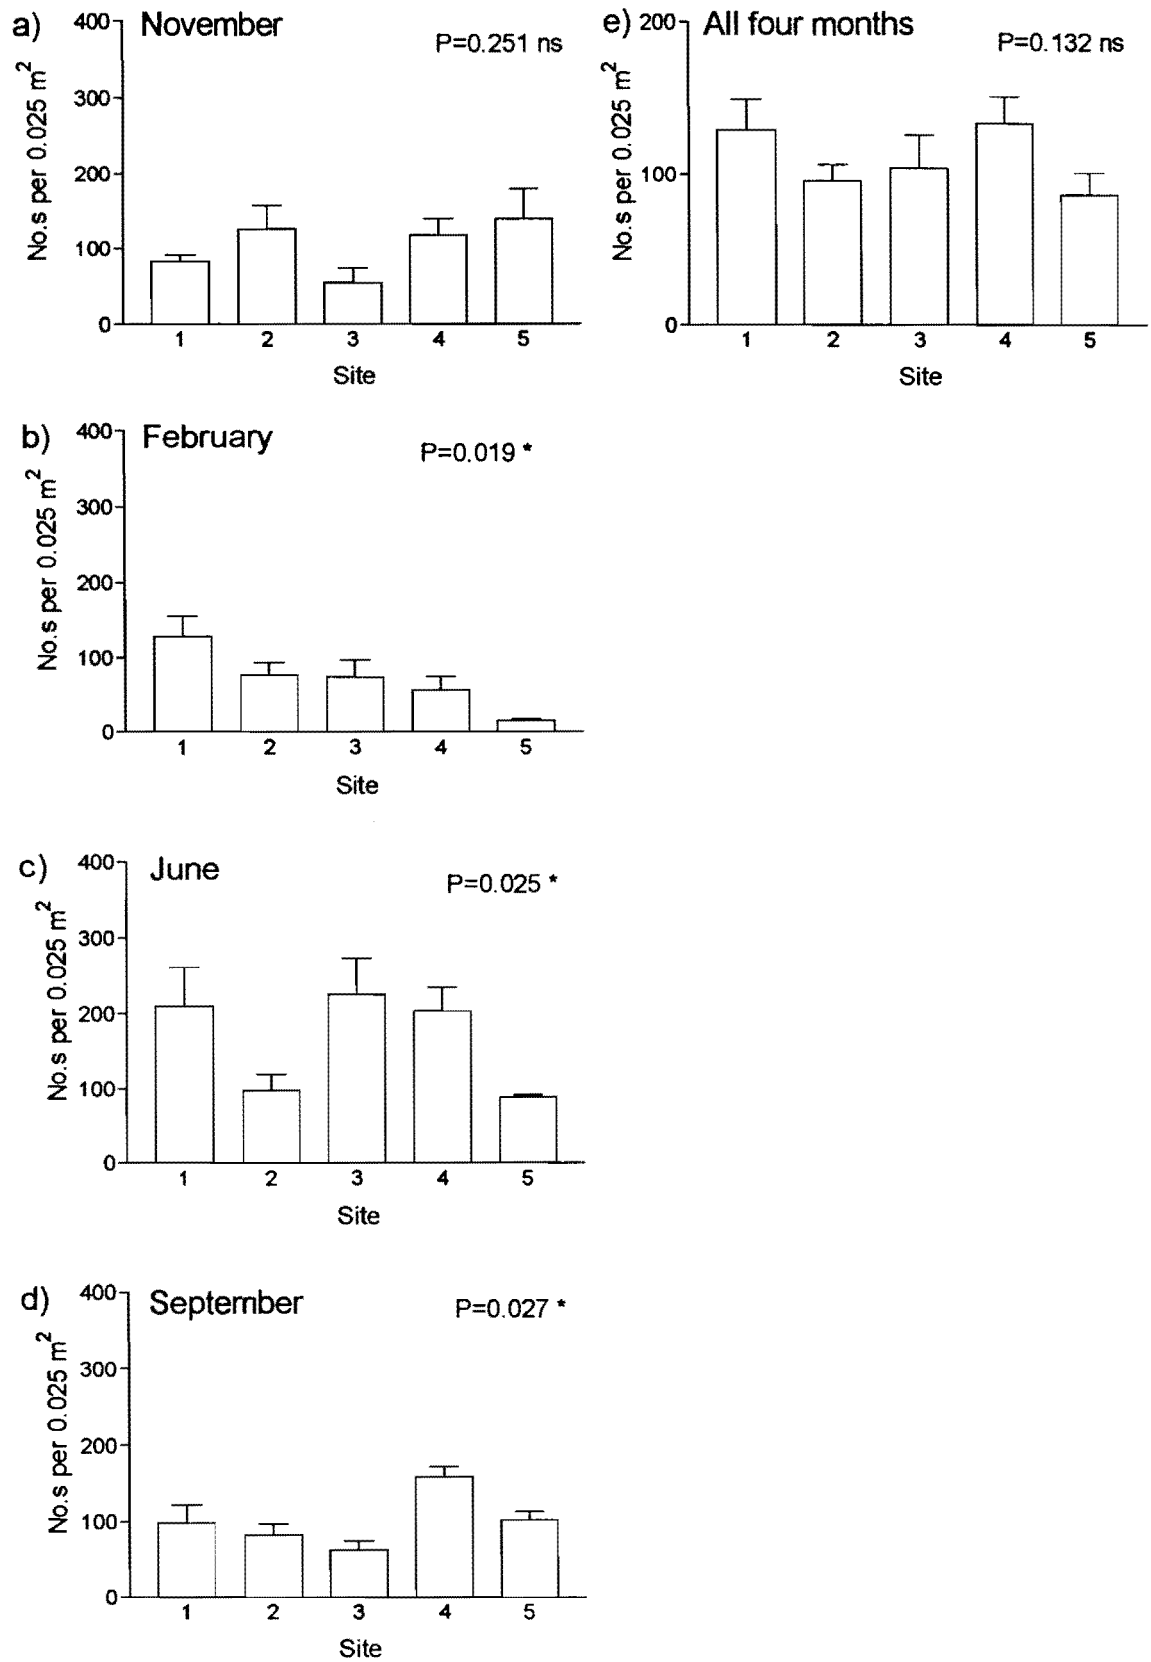 a) November
P=0.251 ns
No.s per 0.025 m²
400
300
200
100
0
1 2 3 4 5
Site
e) All four months
P=0.132 ns
No.s per 0.025 m²
200
100
0
1 2 3 4 5
Site
b) February
P=0.019 *
No.s per 0.025 m²
400
300
200
100
0
1 2 3 4 5
Site
c) June
P=0.025 *
No.s per 0.025 m²
400
300
200
100
0
1 2 3 4 5
Site
d) September
P=0.027 *
No.s per 0.025 m²
400
300
200
100
0
1 2 3 4 5
Site